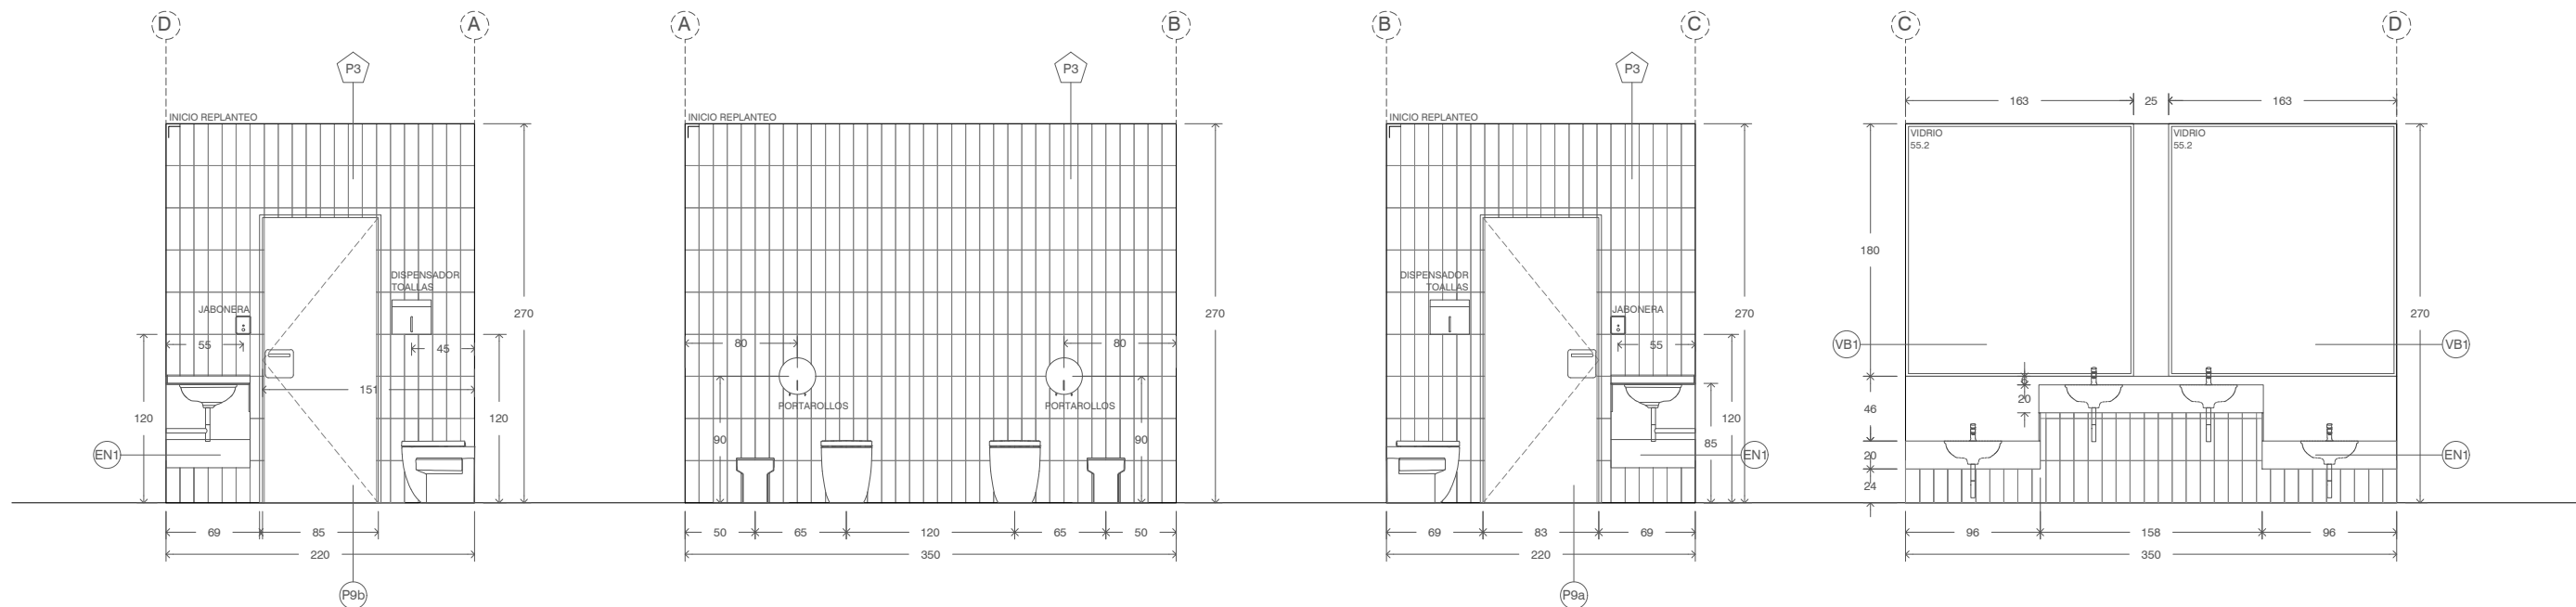 D
A
P3
INICIO REPLANTEO
DISPENSADOR
TOALLAS
JABONERA
270
55
45
151
120
120
EN1
69
85
220
P9b
A
B
P3
INICIO REPLANTEO
270
80
80
PORTARROLLOS
PORTARROLLOS
90
90
50
65
120
65
50
350
B
C
P3
INICIO REPLANTEO
DISPENSADOR
TOALLAS
JABONERA
270
55
120
85
EN1
69
83
69
220
P9a
C
D
163
25
163
VIDRIO
55.2
VIDRIO
55.2
180
270
VB1
VB1
20
46
20
24
EN1
96
158
96
350